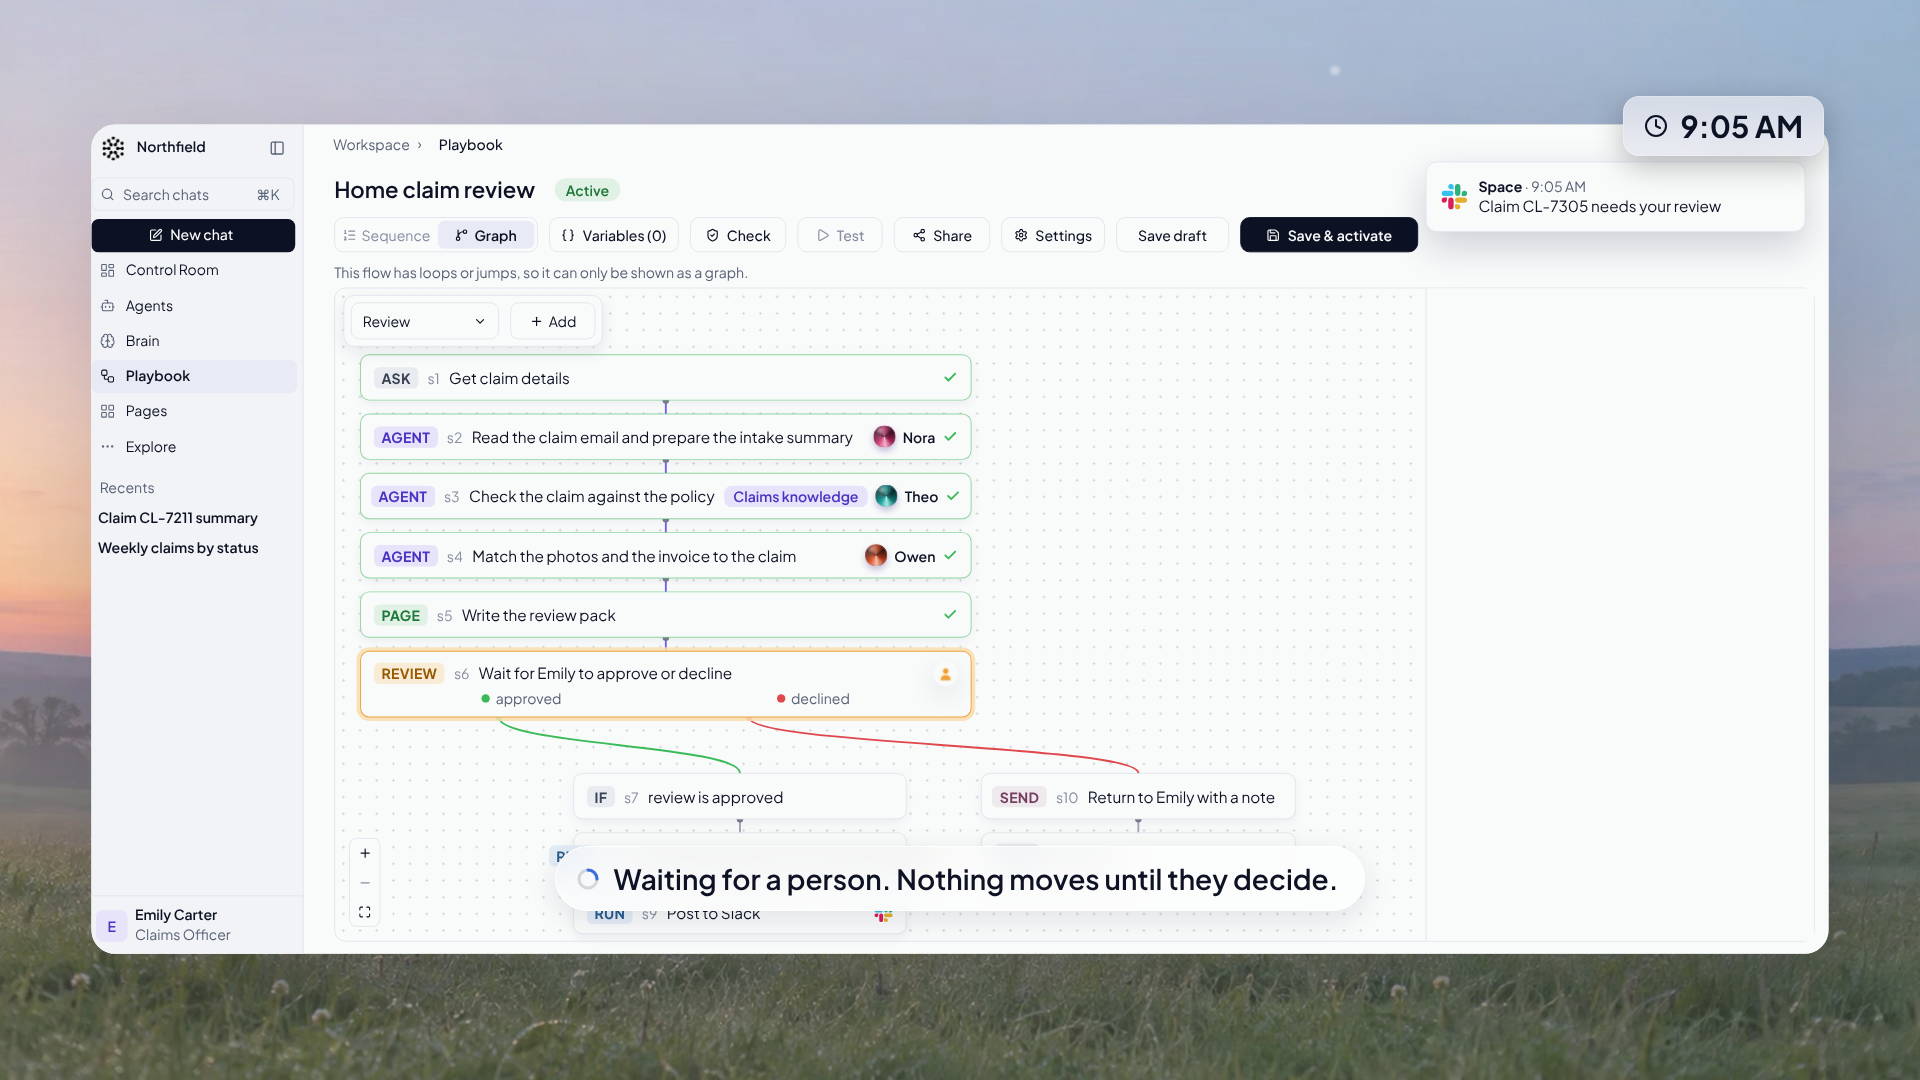 9:05 AM
Northfield
Search chats ⌘K
New chat
Control Room
Agents
Brain
Playbook
Pages
Explore
Recents
Claim CL-7211 summary
Weekly claims by status
E
Emily Carter
Claims Officer
Workspace › Playbook
Home claim review Active
Space · 9:05 AM
Claim CL-7305 needs your review
Sequence Graph {} Variables (0) Check Test Share Settings Save draft Save & activate
This flow has loops or jumps, so it can only be shown as a graph.
Review + Add
ASK s1 Get claim details
AGENT s2 Read the claim email and prepare the intake summary Nora
AGENT s3 Check the claim against the policy Claims knowledge Theo
AGENT s4 Match the photos and the invoice to the claim Owen
PAGE s5 Write the review pack
REVIEW s6 Wait for Emily to approve or decline
approved declined
IF s7 review is approved
SEND s10 Return to Emily with a note
Waiting for a person. Nothing moves until they decide.
RUN s9 Post to Slack